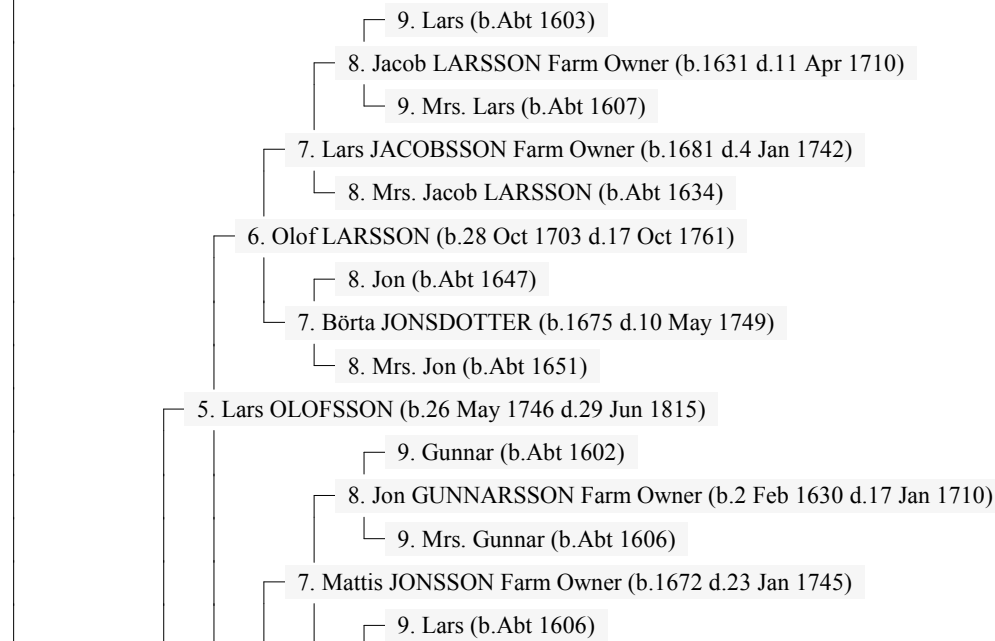 9. Lars (b.Abt 1603)
8. Jacob LARSSON Farm Owner (b.1631 d.11 Apr 1710)
9. Mrs. Lars (b.Abt 1607)
7. Lars JACOBSSON Farm Owner (b.1681 d.4 Jan 1742)
8. Mrs. Jacob LARSSON (b.Abt 1634)
6. Olof LARSSON (b.28 Oct 1703 d.17 Oct 1761)
8. Jon (b.Abt 1647)
7. Börta JONSDOTTER (b.1675 d.10 May 1749)
8. Mrs. Jon (b.Abt 1651)
5. Lars OLOFSSON (b.26 May 1746 d.29 Jun 1815)
9. Gunnar (b.Abt 1602)
8. Jon GUNNARSSON Farm Owner (b.2 Feb 1630 d.17 Jan 1710)
9. Mrs. Gunnar (b.Abt 1606)
7. Mattis JONSSON Farm Owner (b.1672 d.23 Jan 1745)
9. Lars (b.Abt 1606)